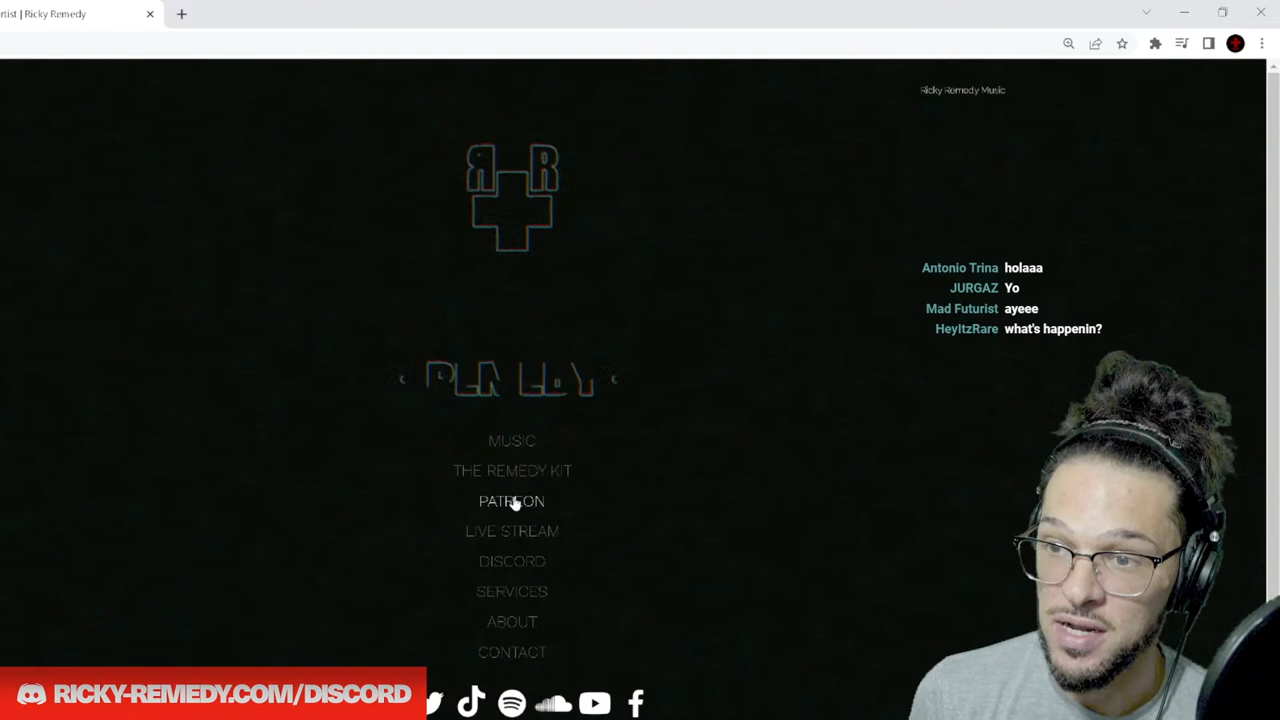 rtist | Ricky Remedy
Ricky Remedy Music
R R
REMEDY
Antonio Trina holaaa
JURGAZ Yo
Mad Futurist ayeee
HeyItzRare what's happenin?
MUSIC
THE REMEDY KIT
PATREON
LIVE STREAM
DISCORD
SERVICES
ABOUT
CONTACT
RICKY-REMEDY.COM/DISCORD